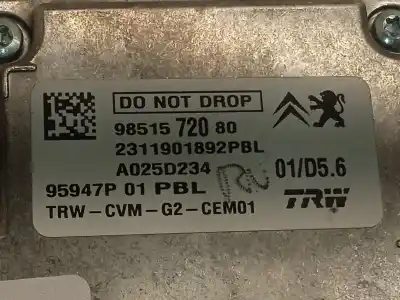 DO NOT DROP
98515 720 80
2311901892PBL
A025D234
RN
01/D5.6
95947P 01 PBL
TRW
TRW-CVM-G2-CEM01